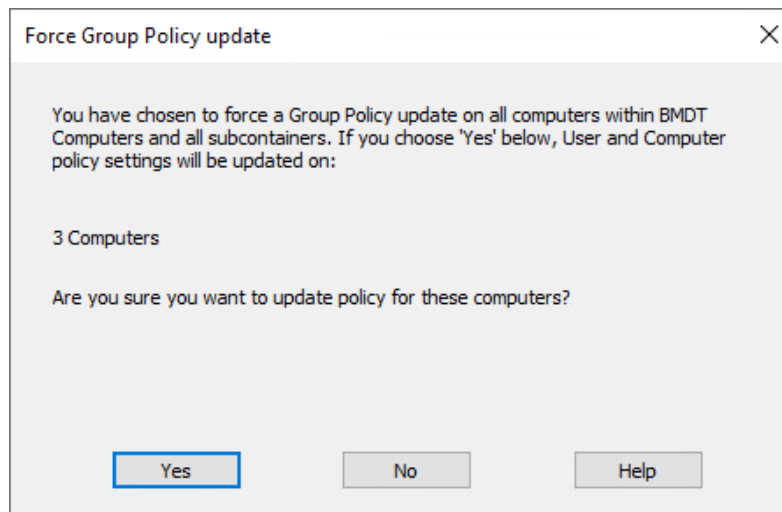 Force Group Policy update
You have chosen to force a Group Policy update on all computers within BMDT
Computers and all subcontainers. If you choose 'Yes' below, User and Computer
policy settings will be updated on:
3 Computers
Are you sure you want to update policy for these computers?
Yes No Help